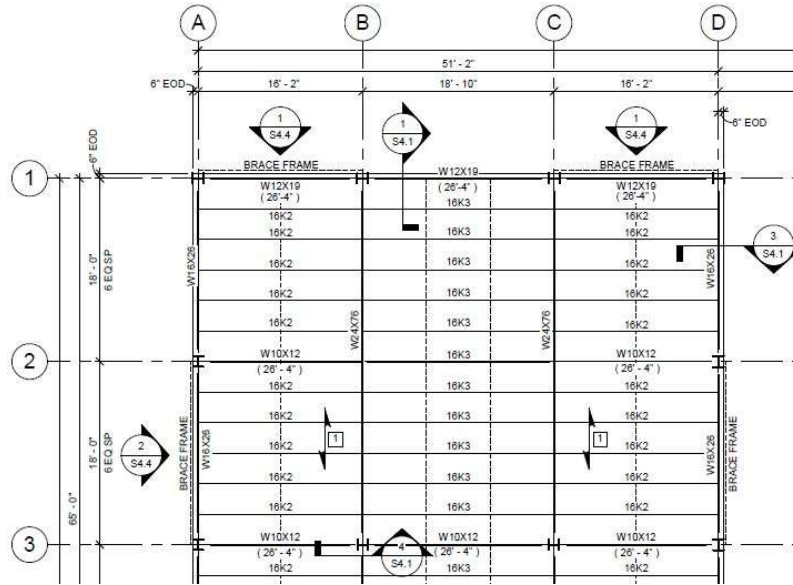 A B C D
51' - 2"
6" EOD 16' - 2" 18' - 10" 16' - 2"
6" EOD
1 1 1
S4.4 S4.1 S4.4
6" EOD
BRACE FRAME BRACE FRAME
1 W12X19
W12X19 (26'-4") W12X19
( 26'-4") ( 26'-4")
16K2 16K3 16K2
16K2 16K3 16K2
3
S4.1
18' - 0"
6 EQ SP
W16X26 W16X26
16K2 16K3 16K2
16K2 16K3 16K2
W24X76 W24X76
16K2 16K3 16K2
16K2
2 W10X12 16K3 W10X12
( 26' - 4") ( 26' - 4")
16K2 16K3 16K2
16K2 16K3 16K2
1 1
2
S4.4
BRACE FRAME BRACE FRAME
18' - 0"
6 EQ SP
W16X26 W16X26
16K2 16K3 16K2
16K2 16K3 16K2
16K2 16K3 16K2
65' - 0"
3 W10X12 W10X12 W10X12
( 26' - 4") ( 26' - 4") ( 26' - 4")
4
S4.1
16K2 16K3 16K2